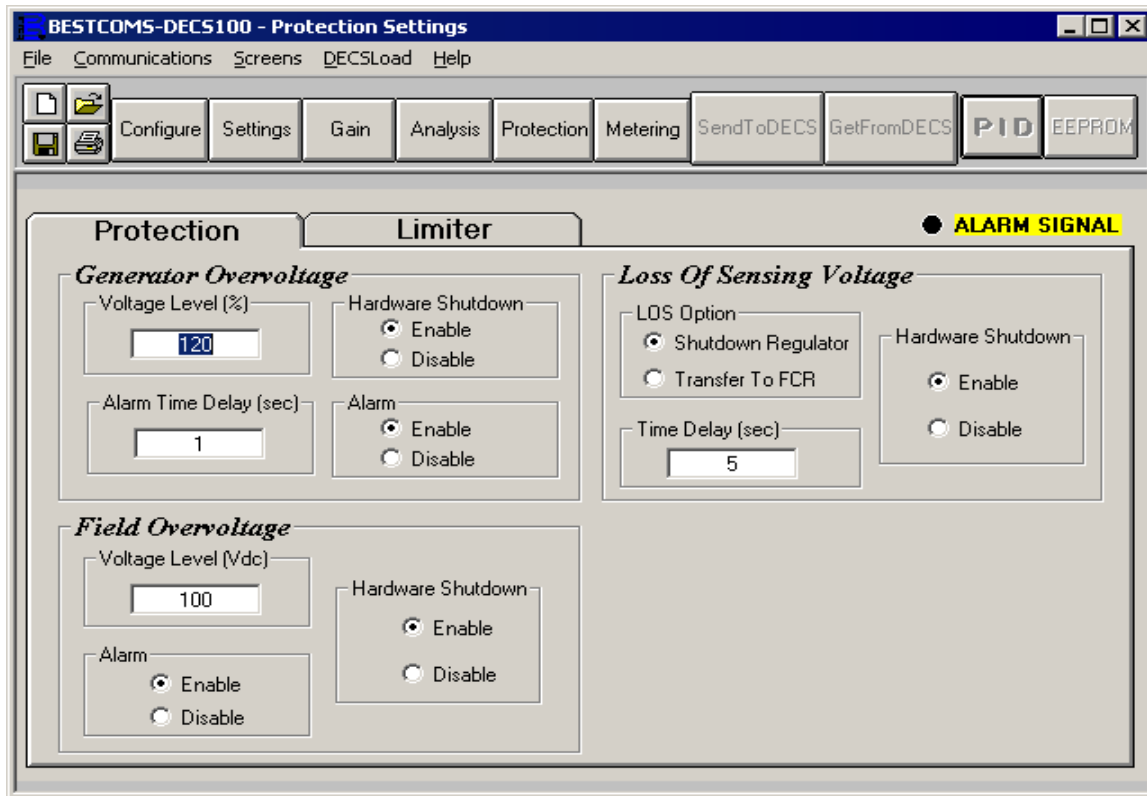 BESTCOMS-DECS100 - Protection Settings
File Communications Screens DECSLoad Help
Configure Settings Gain Analysis Protection Metering SendToDECS GetFromDECS PID EEPROM
Protection Limiter ALARM SIGNAL
Generator Overvoltage
Voltage Level (%)
120
Hardware Shutdown
Enable
Disable
Alarm Time Delay (sec)
1
Alarm
Enable
Disable
Loss Of Sensing Voltage
LOS Option
Shutdown Regulator
Transfer To FCR
Hardware Shutdown
Enable
Disable
Time Delay (sec)
5
Field Overvoltage
Voltage Level (Vdc)
100
Hardware Shutdown
Enable
Disable
Alarm
Enable
Disable